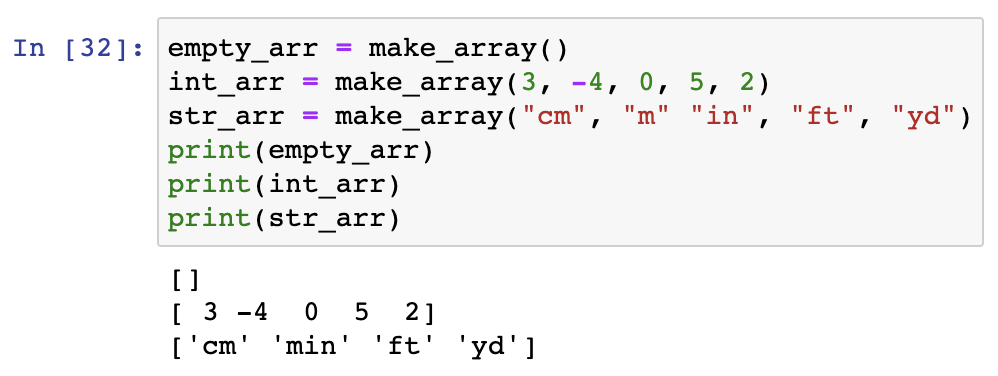 In [32]: empty_arr = make_array()
int_arr = make_array(3, -4, 0, 5, 2)
str_arr = make_array("cm", "m" "in", "ft", "yd")
print(empty_arr)
print(int_arr)
print(str_arr)
[]
[ 3 -4  0  5  2]
['cm' 'min' 'ft' 'yd']